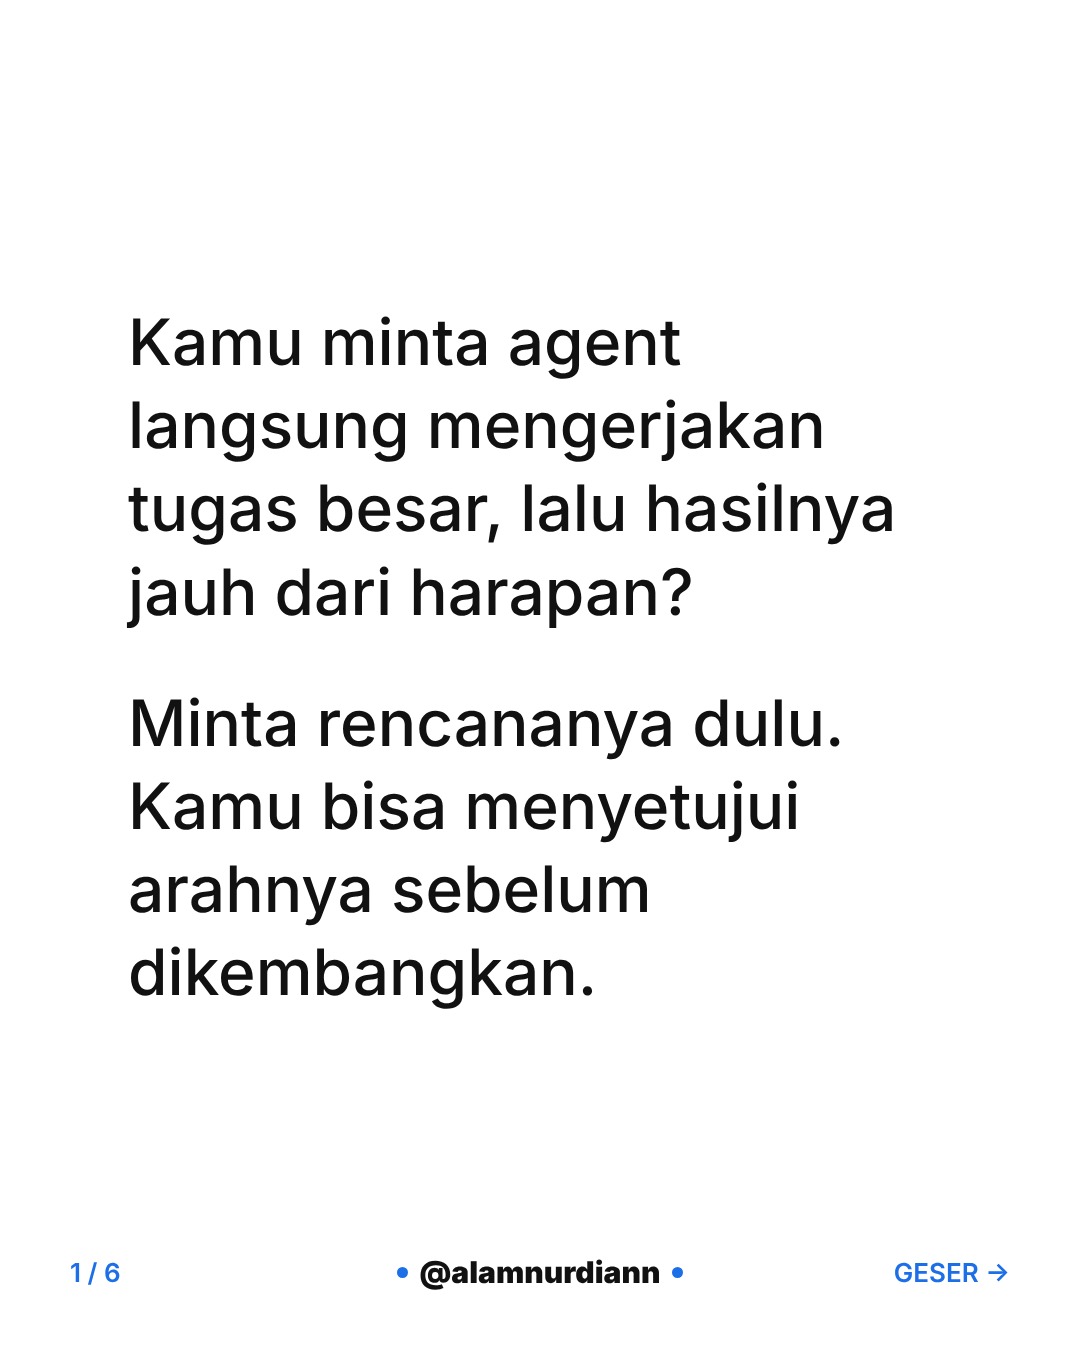 Kamu minta agent
langsung mengerjakan
tugas besar, lalu hasilnya
jauh dari harapan?
Minta rencananya dulu.
Kamu bisa menyetujui
arahnya sebelum
dikembangkan.
1 / 6
• @alamnurdiann •
GESER →